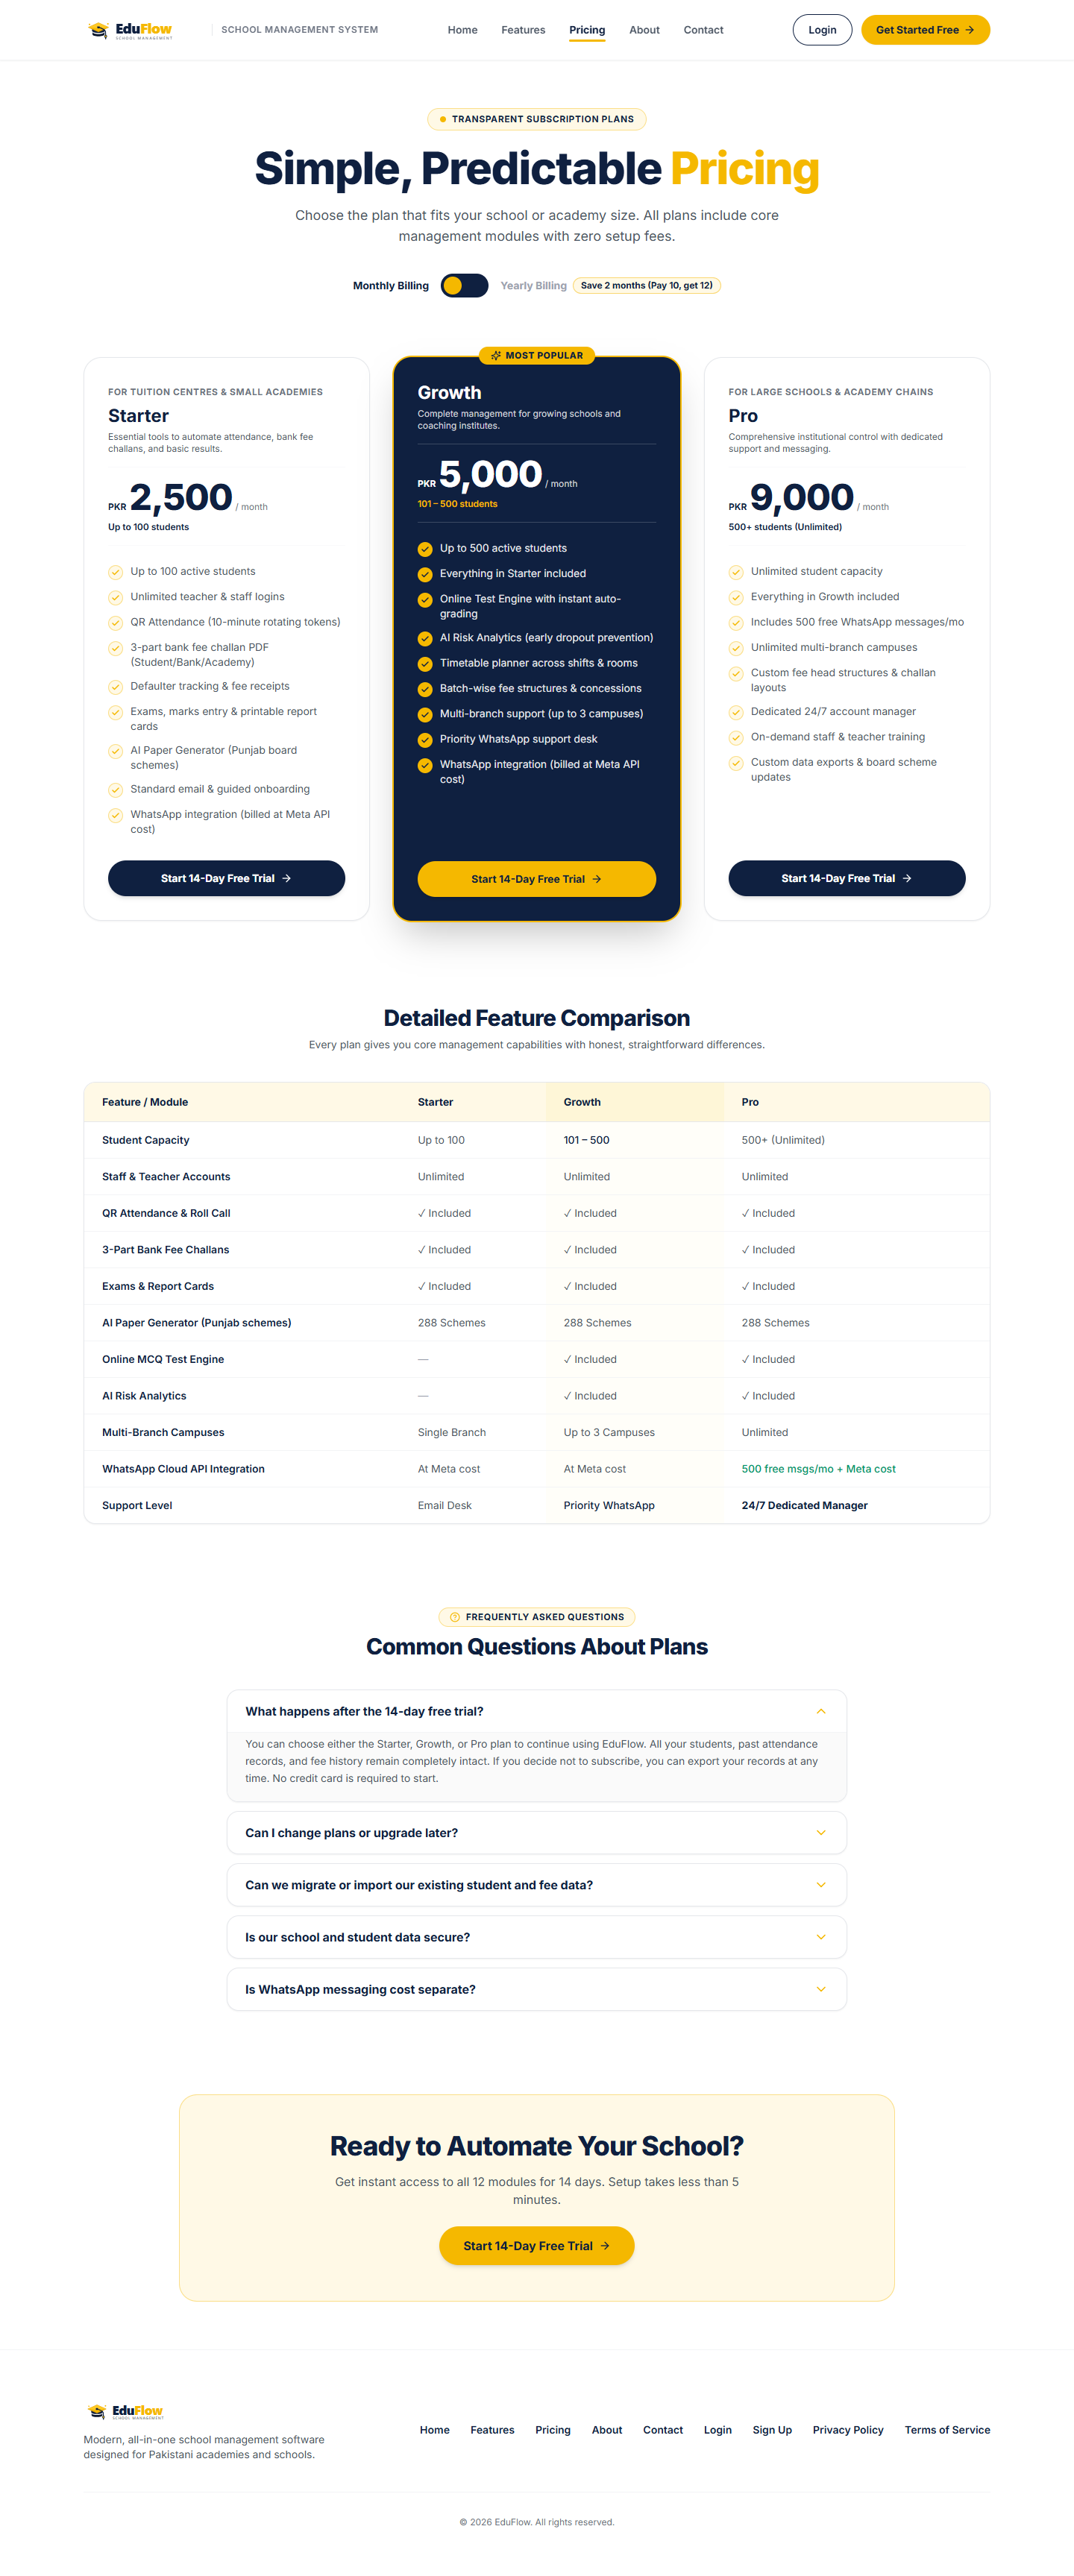 EduFlow
SCHOOL MANAGEMENT
SCHOOL MANAGEMENT SYSTEM
Home
Features
Pricing
About
Contact
Login
Get Started Free →
TRANSPARENT SUBSCRIPTION PLANS
Simple, Predictable Pricing
Choose the plan that fits your school or academy size. All plans include core
management modules with zero setup fees.
Monthly Billing
Yearly Billing
Save 2 months (Pay 10, get 12)
FOR TUITION CENTRES & SMALL ACADEMIES
Starter
Essential tools to automate attendance, bank fee
challans, and basic results.
PKR 2,500 / month
Up to 100 students
Up to 100 active students
Unlimited teacher & staff logins
QR Attendance (10-minute rotating tokens)
3-part bank fee challan PDF
(Student/Bank/Academy)
Defaulter tracking & fee receipts
Exams, marks entry & printable report
cards
AI Paper Generator (Punjab board
schemes)
Standard email & guided onboarding
WhatsApp integration (billed at Meta API
cost)
Start 14-Day Free Trial →
MOST POPULAR
Growth
Complete management for growing schools and
coaching institutes.
PKR 5,000 / month
101 – 500 students
Up to 500 active students
Everything in Starter included
Online Test Engine with instant auto-
grading
AI Risk Analytics (early dropout prevention)
Timetable planner across shifts & rooms
Batch-wise fee structures & concessions
Multi-branch support (up to 3 campuses)
Priority WhatsApp support desk
WhatsApp integration (billed at Meta API
cost)
Start 14-Day Free Trial →
FOR LARGE SCHOOLS & ACADEMY CHAINS
Pro
Comprehensive institutional control with dedicated
support and messaging.
PKR 9,000 / month
500+ students (Unlimited)
Unlimited student capacity
Everything in Growth included
Includes 500 free WhatsApp messages/mo
Unlimited multi-branch campuses
Custom fee head structures & challan
layouts
Dedicated 24/7 account manager
On-demand staff & teacher training
Custom data exports & board scheme
updates
Start 14-Day Free Trial →
Detailed Feature Comparison
Every plan gives you core management capabilities with honest, straightforward differences.
Feature / Module Starter Growth Pro
Student Capacity Up to 100 101 – 500 500+ (Unlimited)
Staff & Teacher Accounts Unlimited Unlimited Unlimited
QR Attendance & Roll Call ✓ Included ✓ Included ✓ Included
3-Part Bank Fee Challans ✓ Included ✓ Included ✓ Included
Exams & Report Cards ✓ Included ✓ Included ✓ Included
AI Paper Generator (Punjab schemes) 288 Schemes 288 Schemes 288 Schemes
Online MCQ Test Engine — ✓ Included ✓ Included
AI Risk Analytics — ✓ Included ✓ Included
Multi-Branch Campuses Single Branch Up to 3 Campuses Unlimited
WhatsApp Cloud API Integration At Meta cost At Meta cost 500 free msgs/mo + Meta cost
Support Level Email Desk Priority WhatsApp 24/7 Dedicated Manager
FREQUENTLY ASKED QUESTIONS
Common Questions About Plans
What happens after the 14-day free trial?
You can choose either the Starter, Growth, or Pro plan to continue using EduFlow. All your students, past attendance
records, and fee history remain completely intact. If you decide not to subscribe, you can export your records at any
time. No credit card is required to start.
Can I change plans or upgrade later?
Can we migrate or import our existing student and fee data?
Is our school and student data secure?
Is WhatsApp messaging cost separate?
Ready to Automate Your School?
Get instant access to all 12 modules for 14 days. Setup takes less than 5
minutes.
Start 14-Day Free Trial →
EduFlow
SCHOOL MANAGEMENT
Modern, all-in-one school management software
designed for Pakistani academies and schools.
Home
Features
Pricing
About
Contact
Login
Sign Up
Privacy Policy
Terms of Service
© 2026 EduFlow. All rights reserved.